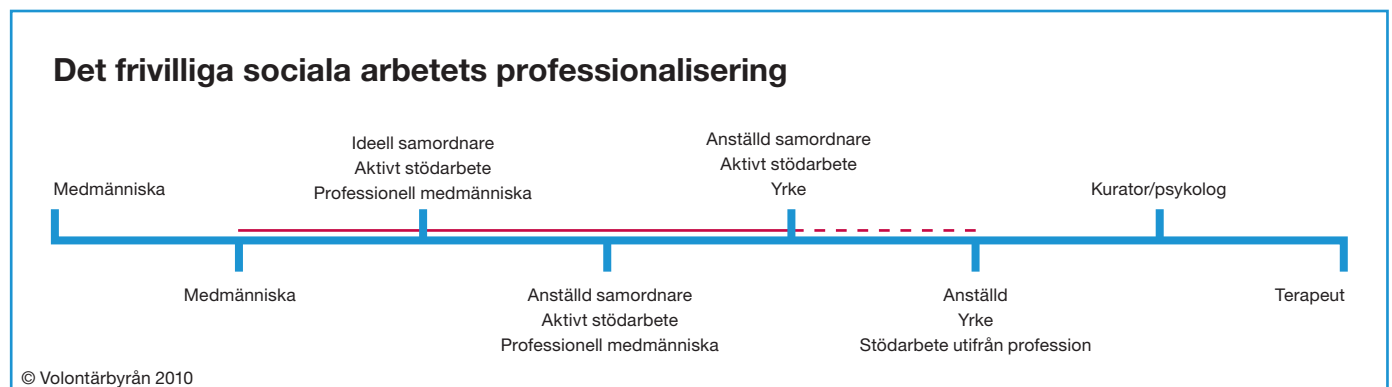 Det frivilliga sociala arbetets professionalisering
Medmänniska
Ideell samordnare
Aktivt stödarbete
Professionell medmänniska
Anställd samordnare
Aktivt stödarbete
Yrke
Kurator/psykolog
Medmänniska
Anställd samordnare
Aktivt stödarbete
Professionell medmänniska
Anställd
Yrke
Stödarbete utifrån profession
Terapeut
© Volontärbyrån 2010